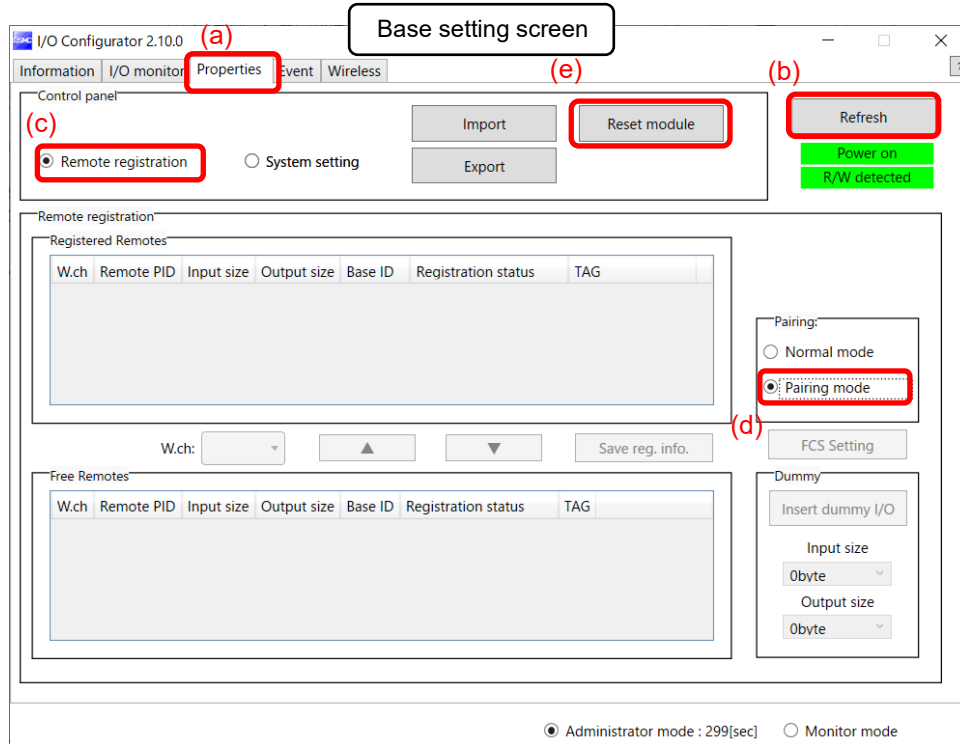 Base setting screen
SMC I/O Configurator 2.10.0
(a)
Information I/O monitor Properties Event Wireless
(e)
(b)
?
Control panel
(c)
Import
Reset module
Refresh
Remote registration
System setting
Export
Power on
R/W detected
Remote registration
Registered Remotes
W.ch Remote PID Input size Output size Base ID Registration status TAG
Pairing:
Normal mode
Pairing mode
(d)
W.ch:
▲
▼
Save reg. info.
FCS Setting
Free Remotes
W.ch Remote PID Input size Output size Base ID Registration status TAG
Dummy
Insert dummy I/O
Input size
0byte
Output size
0byte
Administrator mode : 299[sec]
Monitor mode